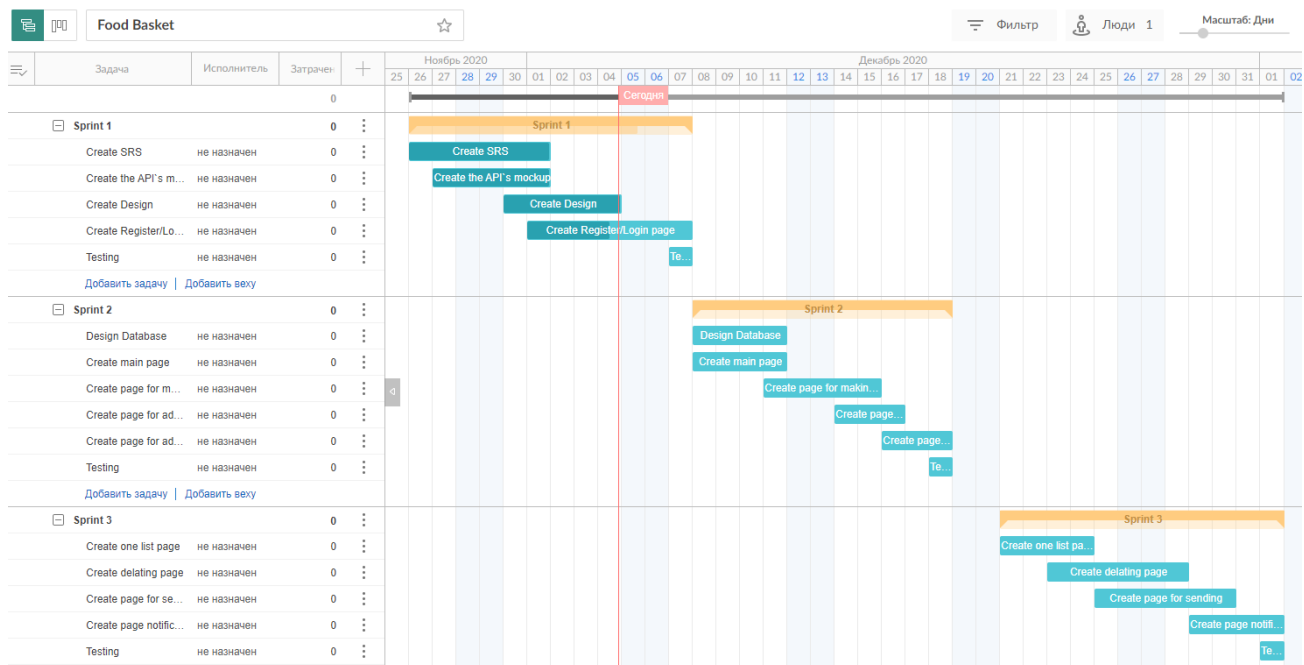 Food Basket
Фильтр
Люди 1
Масштаб: Дни
Задача Исполнитель Затрачен
Ноябрь 2020 Декабрь 2020
25 26 27 28 29 30 01 02 03 04 05 06 07 08 09 10 11 12 13 14 15 16 17 18 19 20 21 22 23 24 25 26 27 28 29 30 31 01 02
0 Сегодня
Sprint 1 0 Sprint 1
Create SRS не назначен 0 Create SRS
Create the API`s m... не назначен 0 Create the API`s mockup
Create Design не назначен 0 Create Design
Create Register/Lo... не назначен 0 Create Register/Login page
Testing не назначен 0 Te...
Добавить задачу | Добавить веху
Sprint 2 0 Sprint 2
Design Database не назначен 0 Design Database
Create main page не назначен 0 Create main page
Create page for m... не назначен 0 Create page for makin...
Create page for ad... не назначен 0 Create page...
Create page for ad... не назначен 0 Create page...
Testing не назначен 0 Te...
Добавить задачу | Добавить веху
Sprint 3 0 Sprint 3
Create one list page не назначен 0 Create one list pa...
Create delating page не назначен 0 Create delating page
Create page for se... не назначен 0 Create page for sending
Create page notific... не назначен 0 Create page notifi...
Testing не назначен 0 Te...